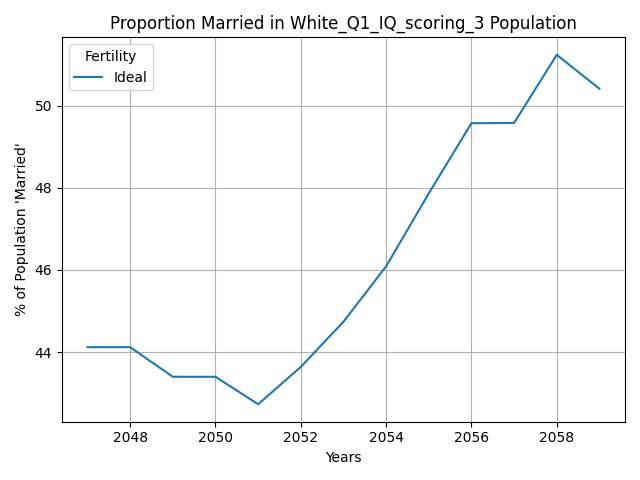 Proportion Married in White_Q1_IQ_scoring_3 Population
Fertility
Ideal
% of Population 'Married'
50
48
46
44
2048 2050 2052 2054 2056 2058
Years